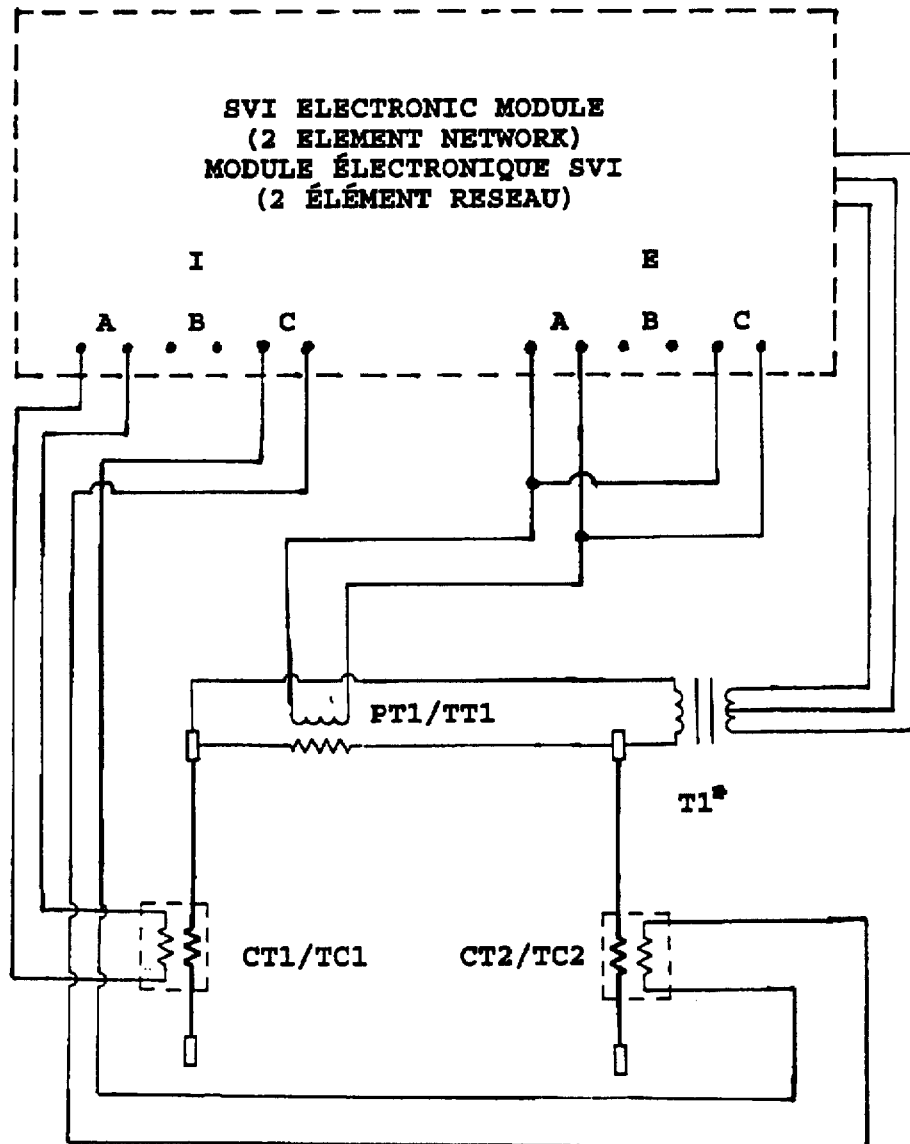 SVI ELECTRONIC MODULE
(2 ELEMENT NETWORK)
MODULE ÉLECTRONIQUE SVI
(2 ÉLÉMENT RESEAU)
I E
A B C A B C
PT1/TT1
T1*
CT1/TC1 CT2/TC2